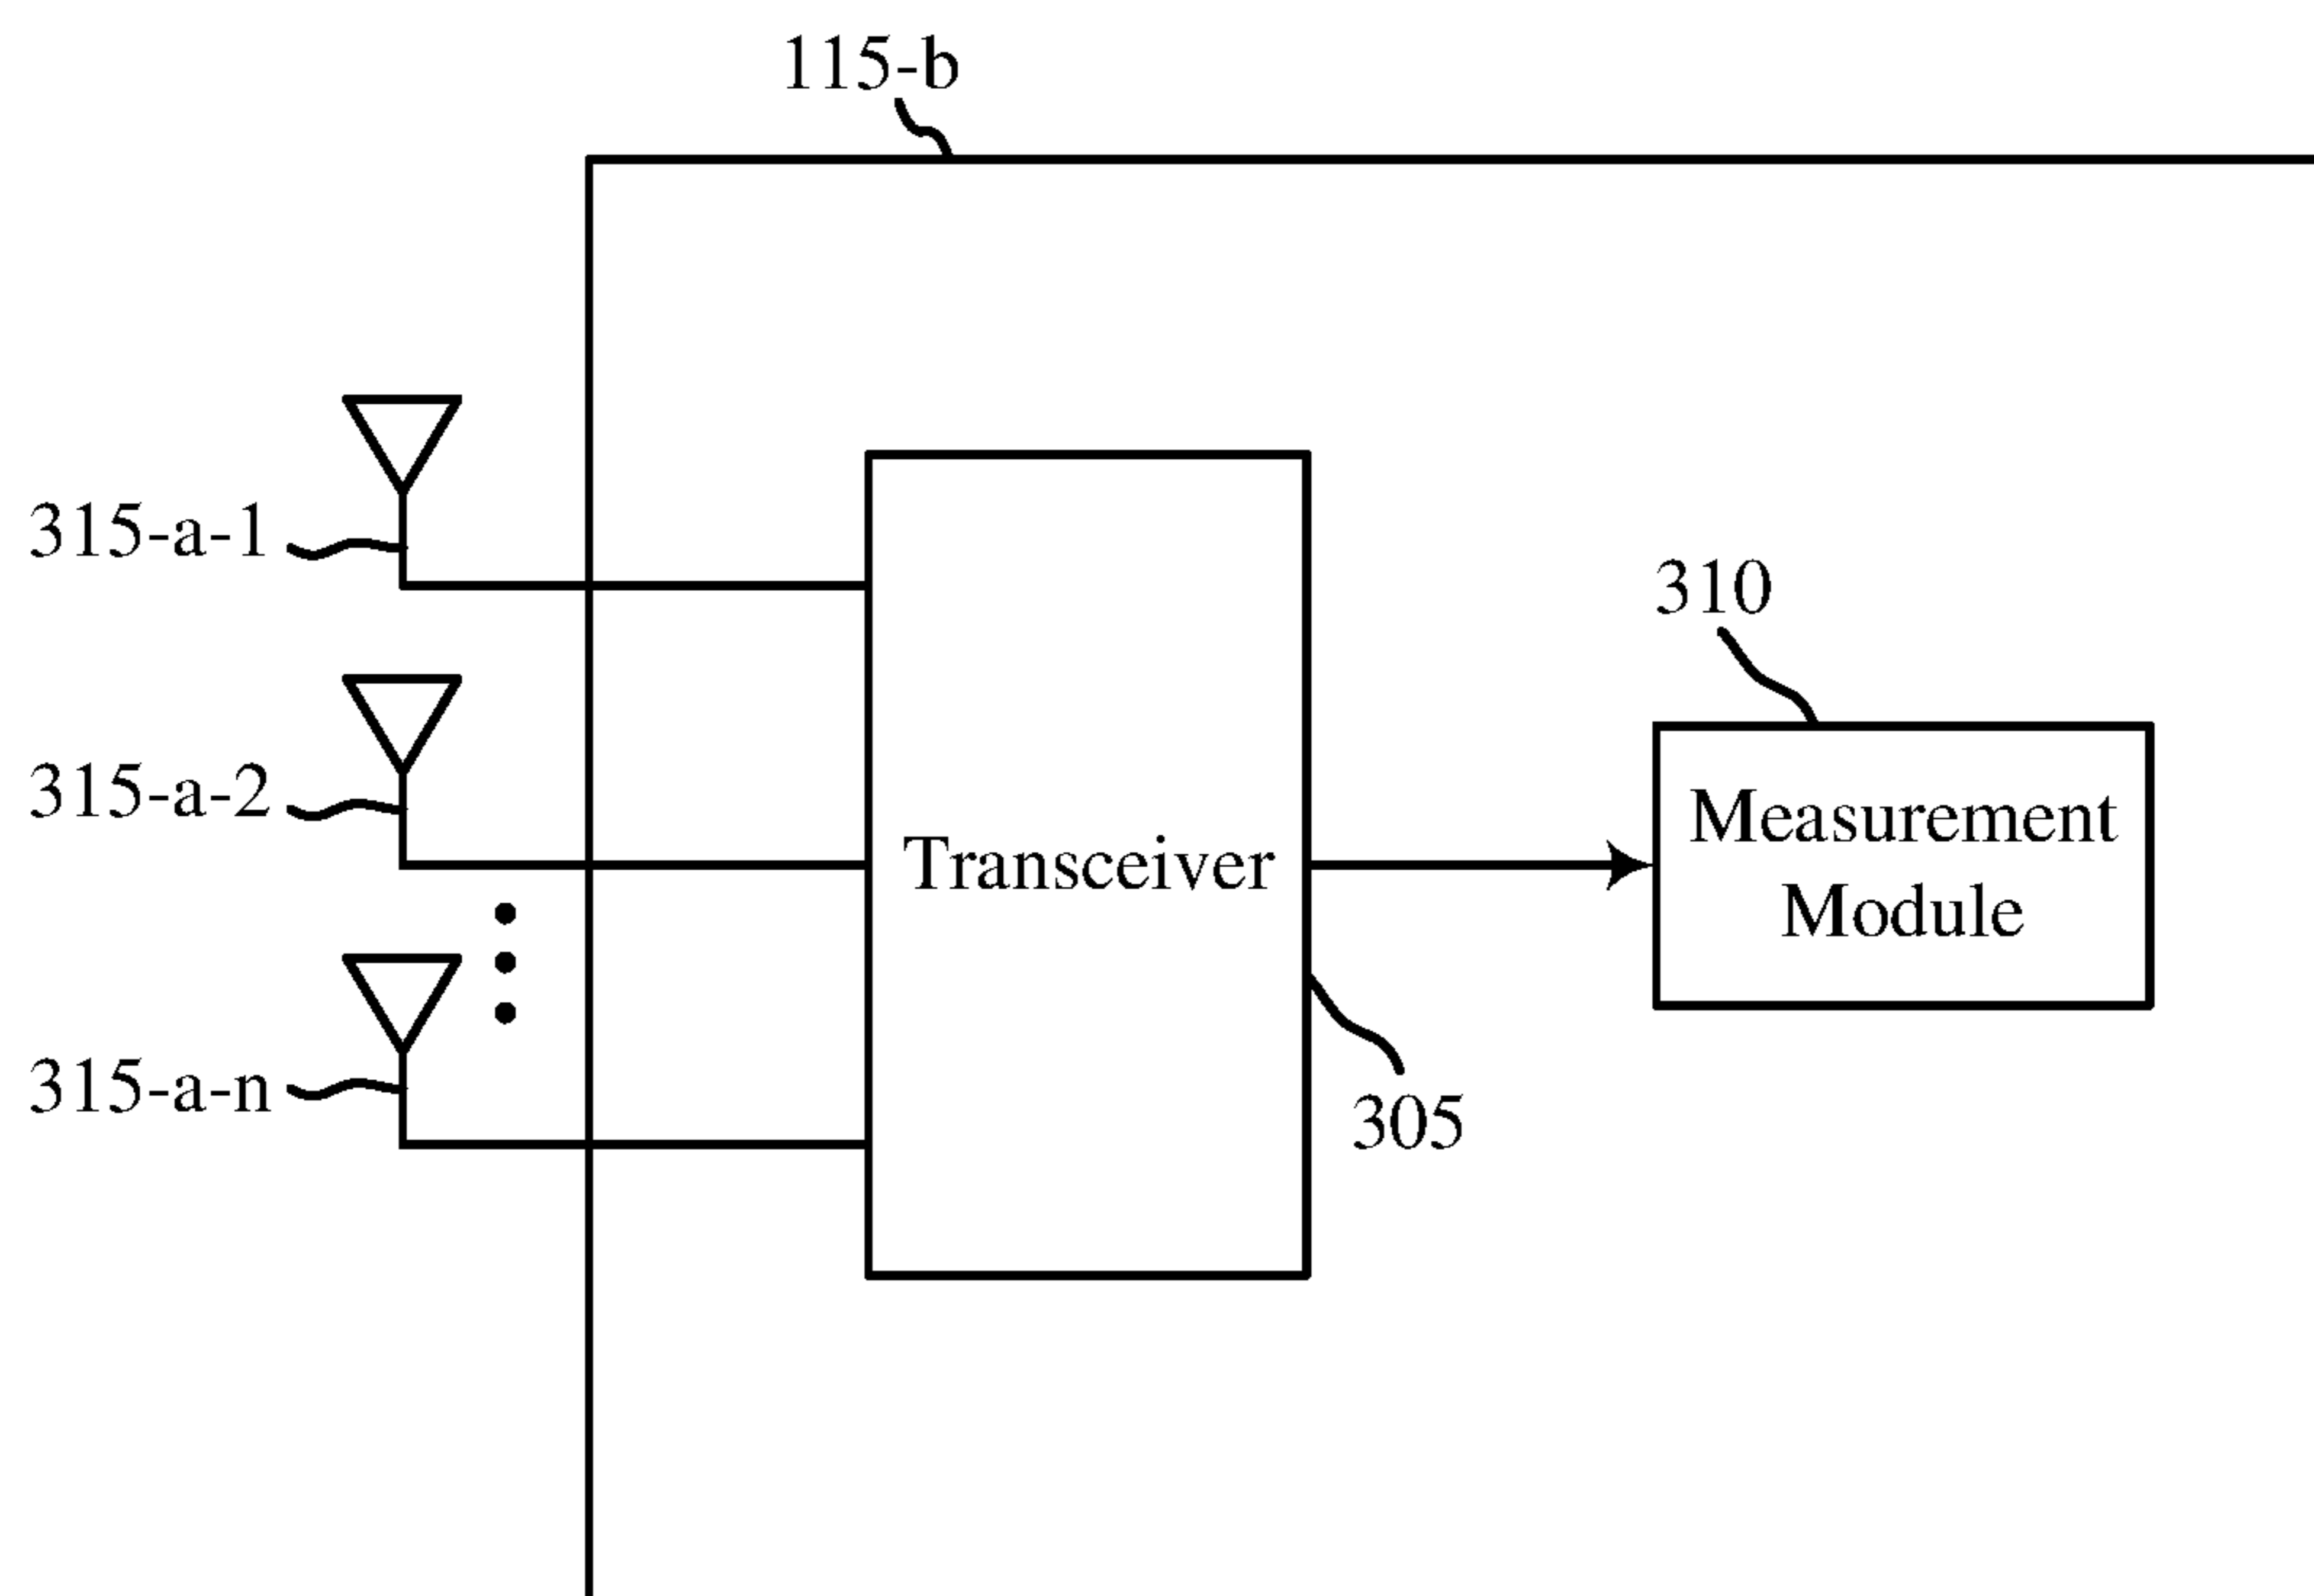 115-b
315-a-1
310
315-a-2
Transceiver
Measurement
Module
315-a-n
305